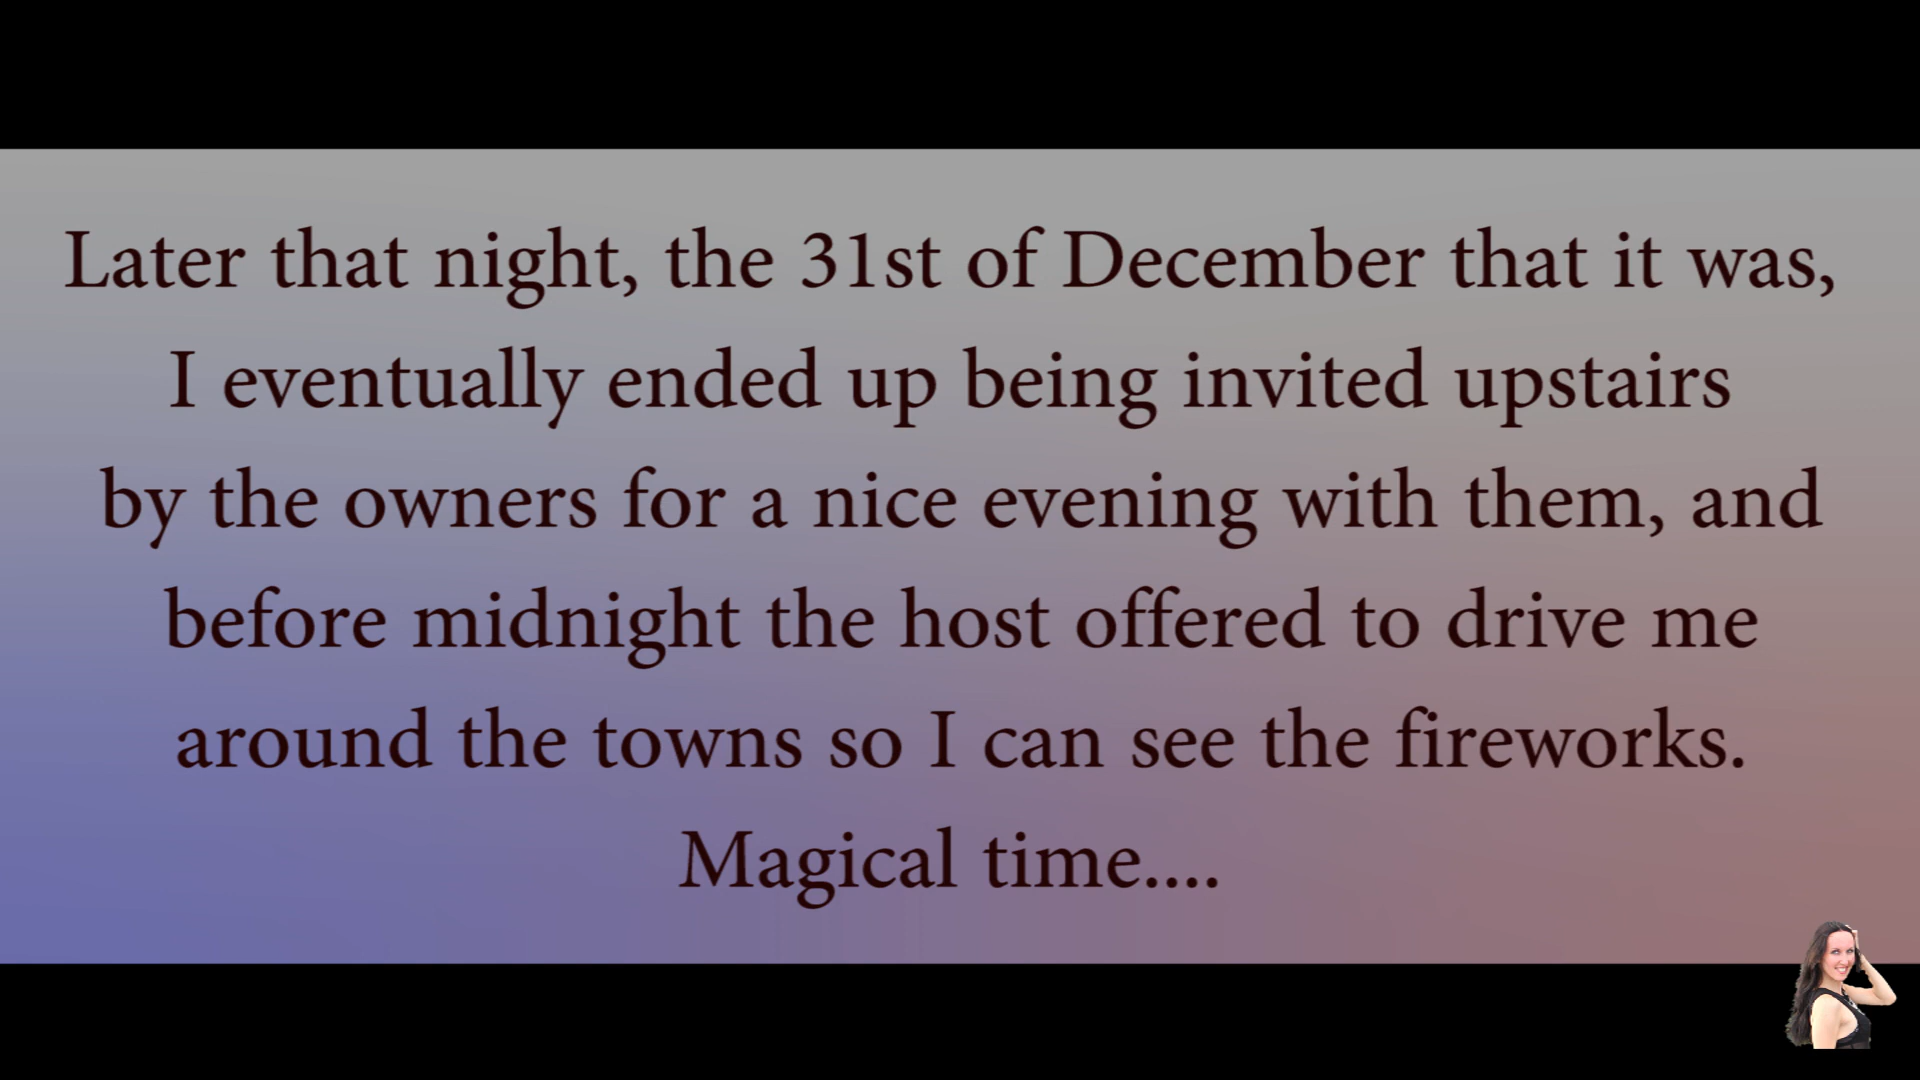 Later that night, the 31st of December that it was,
I eventually ended up being invited upstairs
by the owners for a nice evening with them, and
before midnight the host offered to drive me
around the towns so I can see the fireworks.
Magical time....